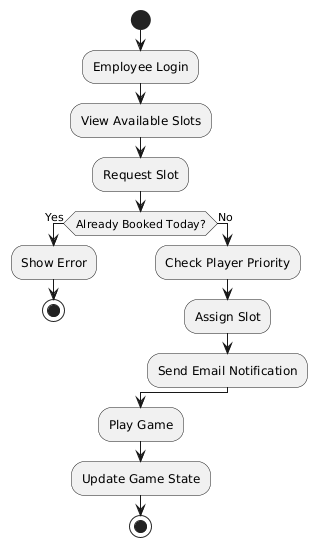 Employee Login
View Available Slots
Request Slot
Yes
Already Booked Today?
No
Show Error
Check Player Priority
Assign Slot
Send Email Notification
Play Game
Update Game State